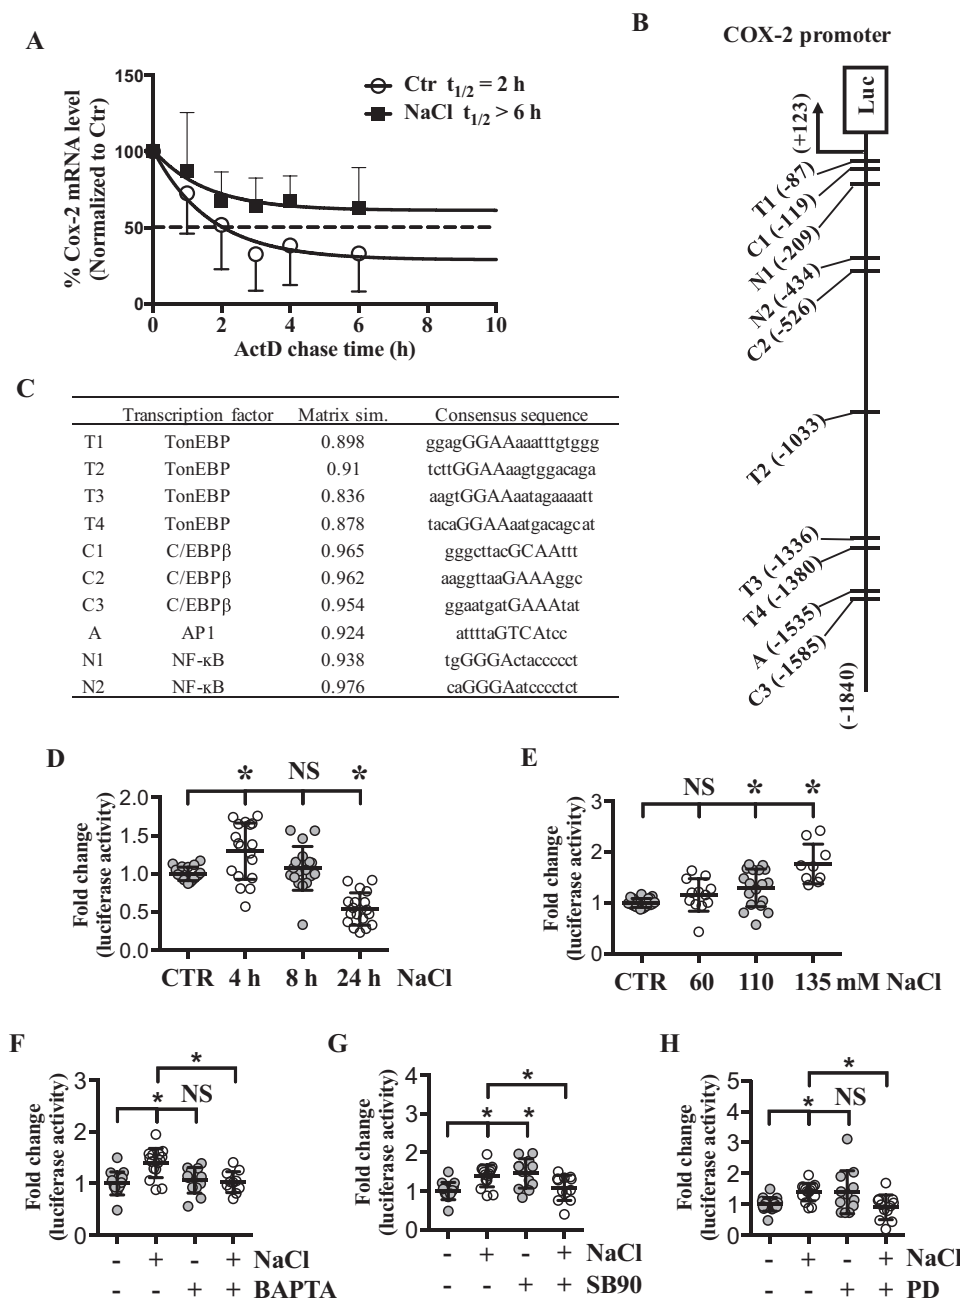 A
% Cox-2 mRNA level
(Normalized to Ctr)
150
100
50
0
0 2 4 6 8 10
ActD chase time (h)
Ctr t1/2 = 2 h
NaCl t1/2 > 6 h
B
COX-2 promoter
Luc
(+123)
T1 (-87)
C1 (-119)
N1 (-209)
N2 (-434)
C2 (-526)
T2 (-1033)
T3 (-1336)
T4 (-1380)
A (-1535)
C3 (-1585)
(-1840)
C
Transcription factor Matrix sim. Consensus sequence
T1 TonEBP 0.898 ggagGGAAaaatttgtggg
T2 TonEBP 0.91 tcttGGAAaagtggacaga
T3 TonEBP 0.836 aagtGGAAaatagaaaatt
T4 TonEBP 0.878 tacaGGAAaatgacagcat
C1 C/EBPβ 0.965 gggcttacGCAAttt
C2 C/EBPβ 0.962 aaggttaaGAAAggc
C3 C/EBPβ 0.954 ggaatgatGAAAtat
A AP1 0.924 attttaGTCAtcc
N1 NF-κB 0.938 tgGGGActaccccct
N2 NF-κB 0.976 caGGGAatcccctct
D
Fold change
(luciferase activity)
2.0
1.5
1.0
0.5
0.0
* NS *
CTR 4 h 8 h 24 h NaCl
E
Fold change
(luciferase activity)
3
2
1
0
NS * *
CTR 60 110 135 mM NaCl
F
Fold change
(luciferase activity)
3
2
1
0
*
* NS
- + - + NaCl
- - + + BAPTA
G
Fold change
(luciferase activity)
4
3
2
1
0
*
* *
- + - + NaCl
- - + + SB90
H
Fold change
(luciferase activity)
5
4
3
2
1
0
*
* NS
- + - + NaCl
- - + + PD